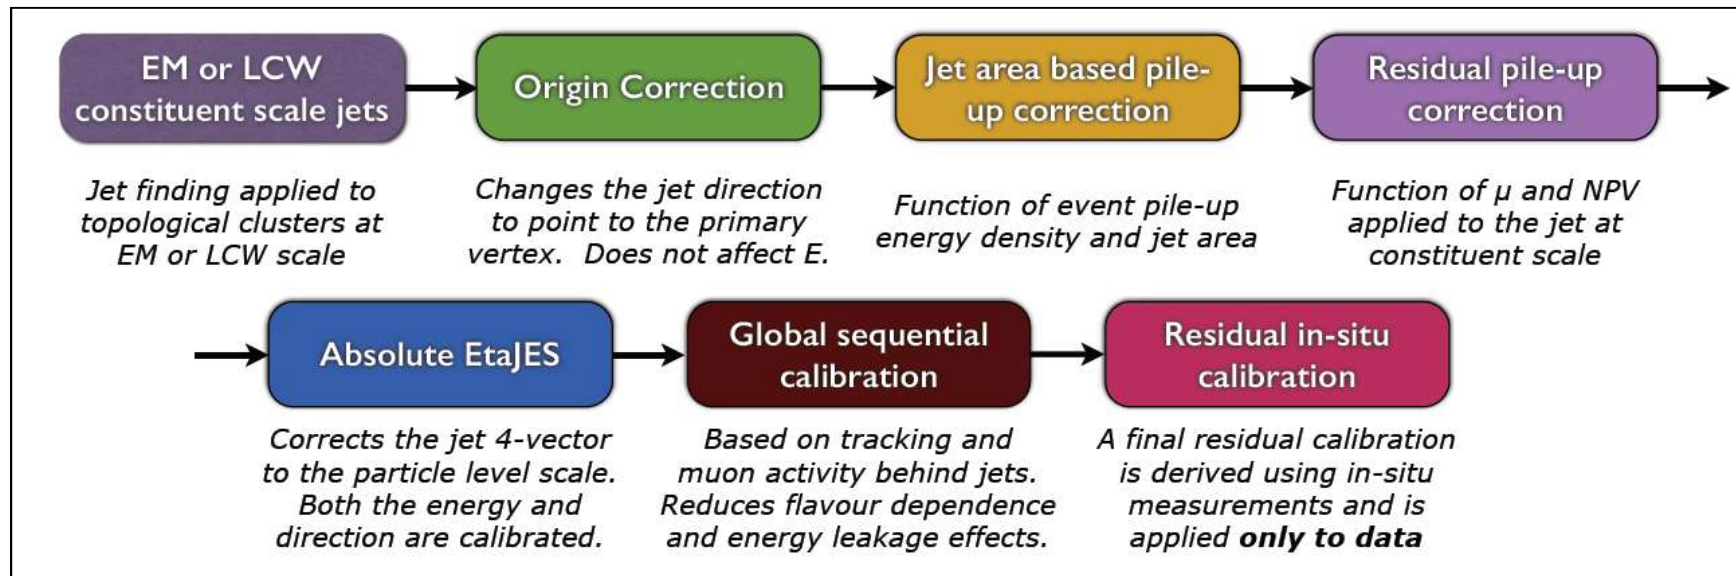 EM or LCW
constituent scale jets
Origin Correction
Jet area based pile-
up correction
Residual pile-up
correction
Jet finding applied to
topological clusters at
EM or LCW scale
Changes the jet direction
to point to the primary
vertex.  Does not affect E.
Function of event pile-up
energy density and jet area
Function of µ and NPV
applied to the jet at
constituent scale
Absolute EtaJES
Global sequential
calibration
Residual in-situ
calibration
Corrects the jet 4-vector
to the particle level scale.
Both the energy and
direction are calibrated.
Based on tracking and
muon activity behind jets.
Reduces flavour dependence
and energy leakage effects.
A final residual calibration
is derived using in-situ
measurements and is
applied only to data